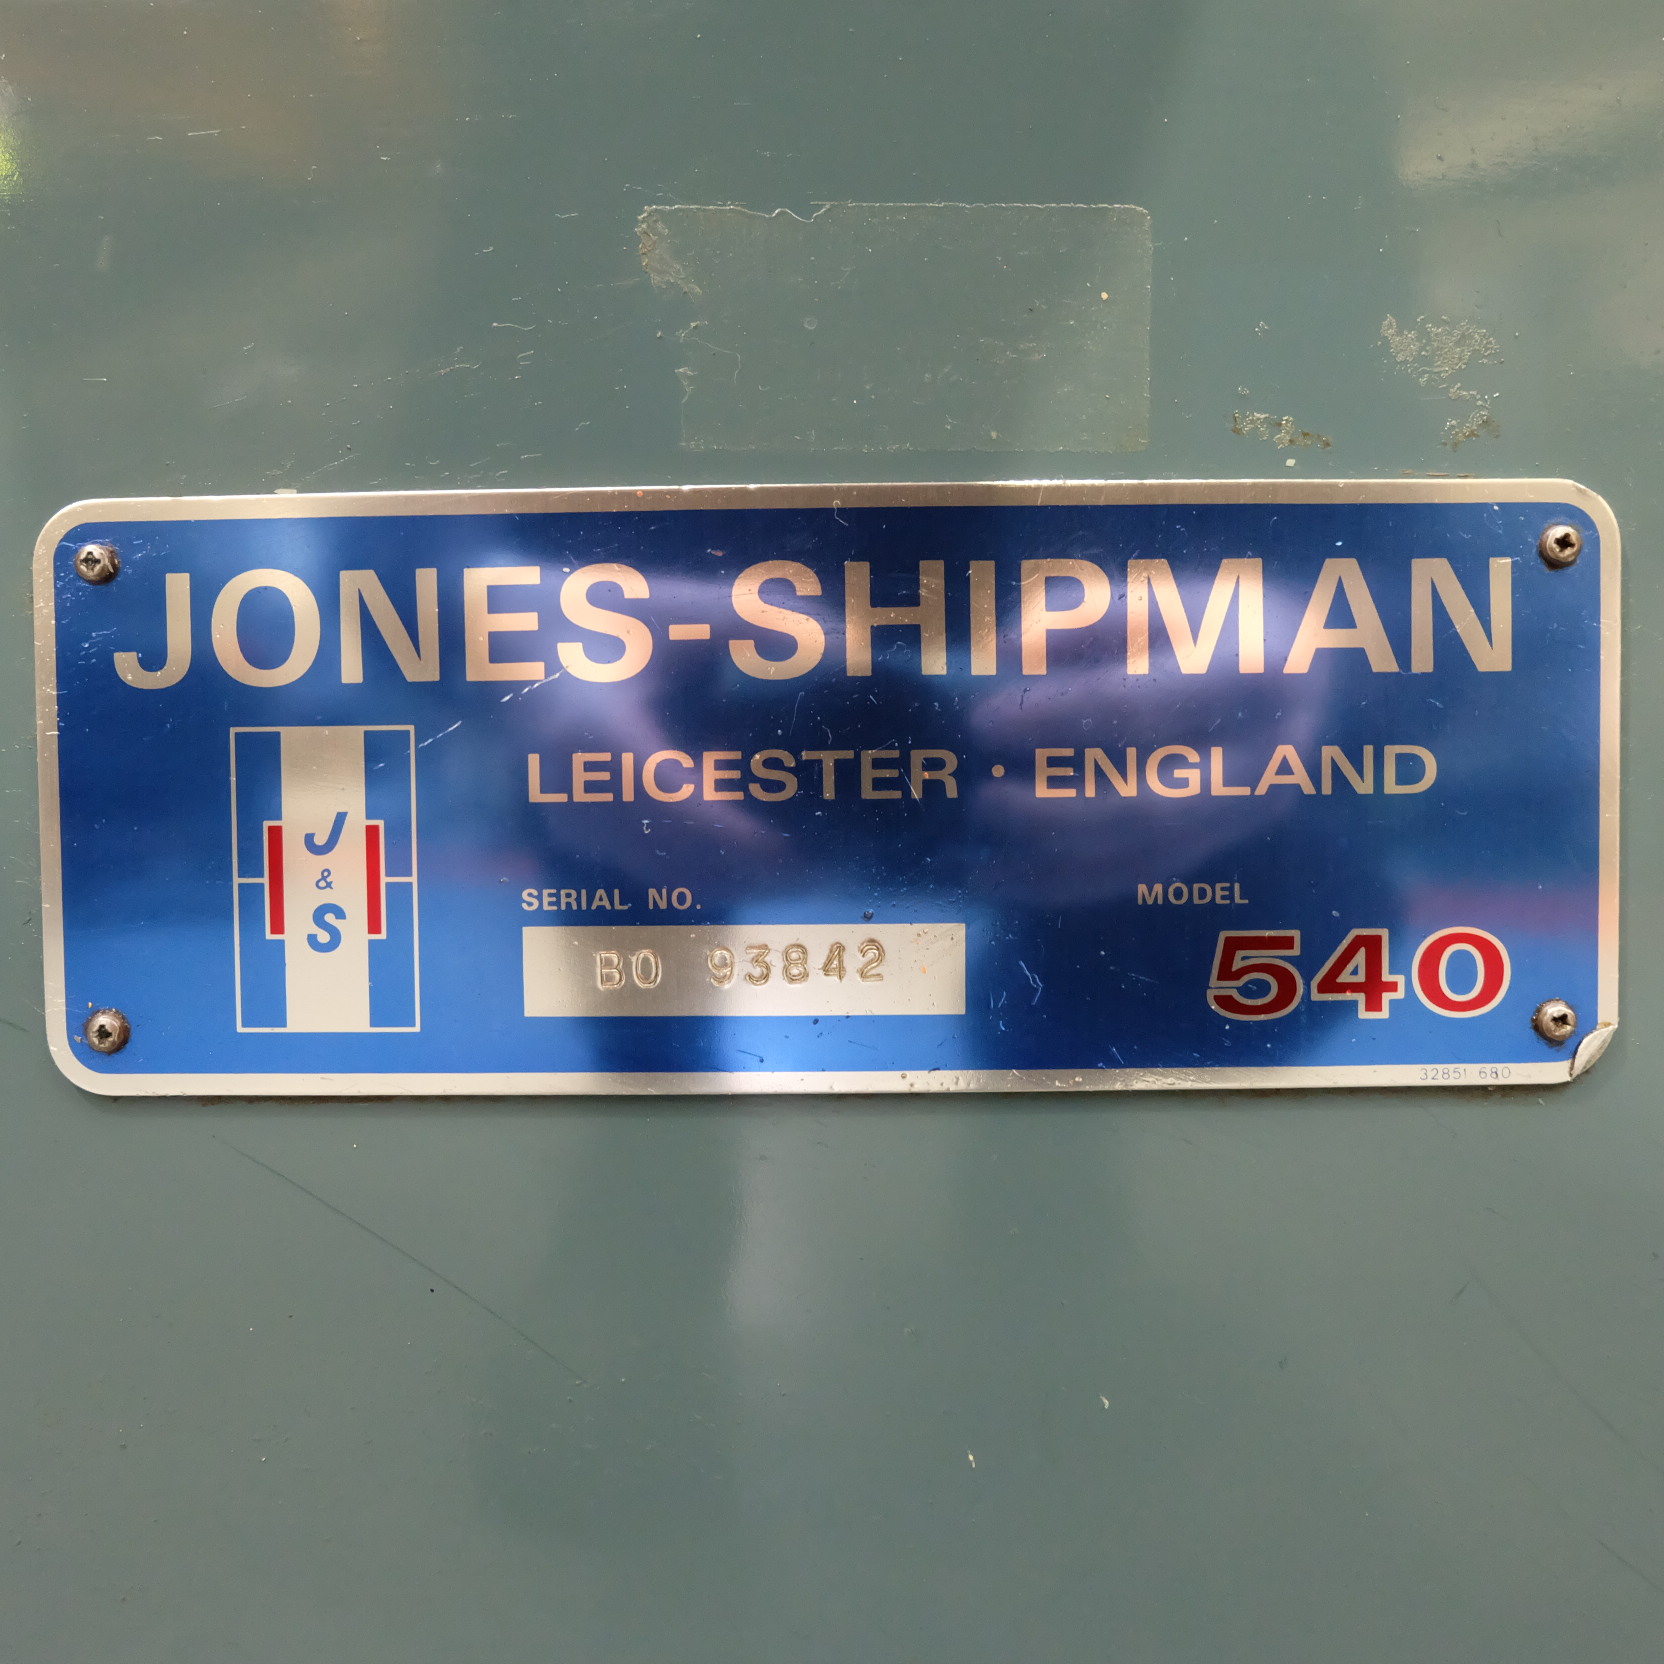 JONES-SHIPMAN
LEICESTER · ENGLAND
J
&
S
SERIAL NO.
BO 93842
MODEL
540
32851 680